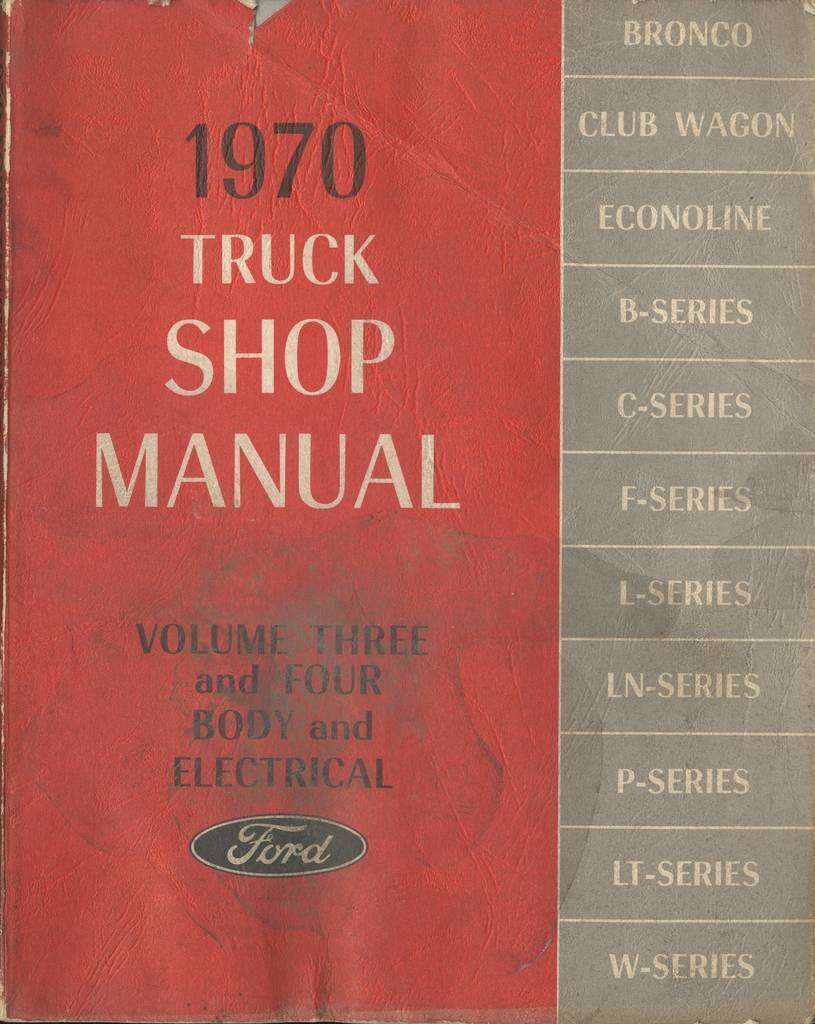 1970
TRUCK
SHOP
MANUAL
VOLUME THREE
and FOUR
BODY and
ELECTRICAL
Ford
BRONCO
CLUB WAGON
ECONOLINE
B-SERIES
C-SERIES
F-SERIES
L-SERIES
LN-SERIES
P-SERIES
LT-SERIES
W-SERIES